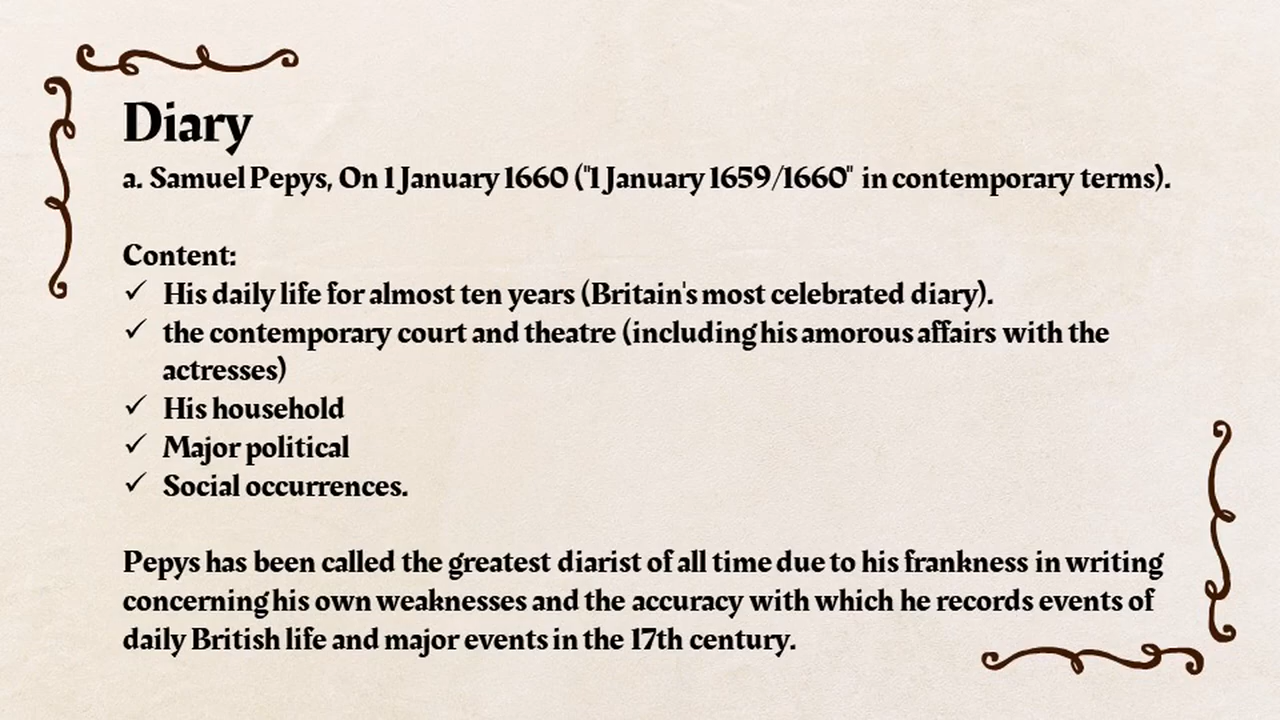 Diary
a. Samuel Pepys, On 1 January 1660 ("1 January 1659/1660" in contemporary terms).
Content:
✓ His daily life for almost ten years (Britain's most celebrated diary).
✓ the contemporary court and theatre (including his amorous affairs with the
actresses)
✓ His household
✓ Major political
✓ Social occurrences.
Pepys has been called the greatest diarist of all time due to his frankness in writing
concerning his own weaknesses and the accuracy with which he records events of
daily British life and major events in the 17th century.